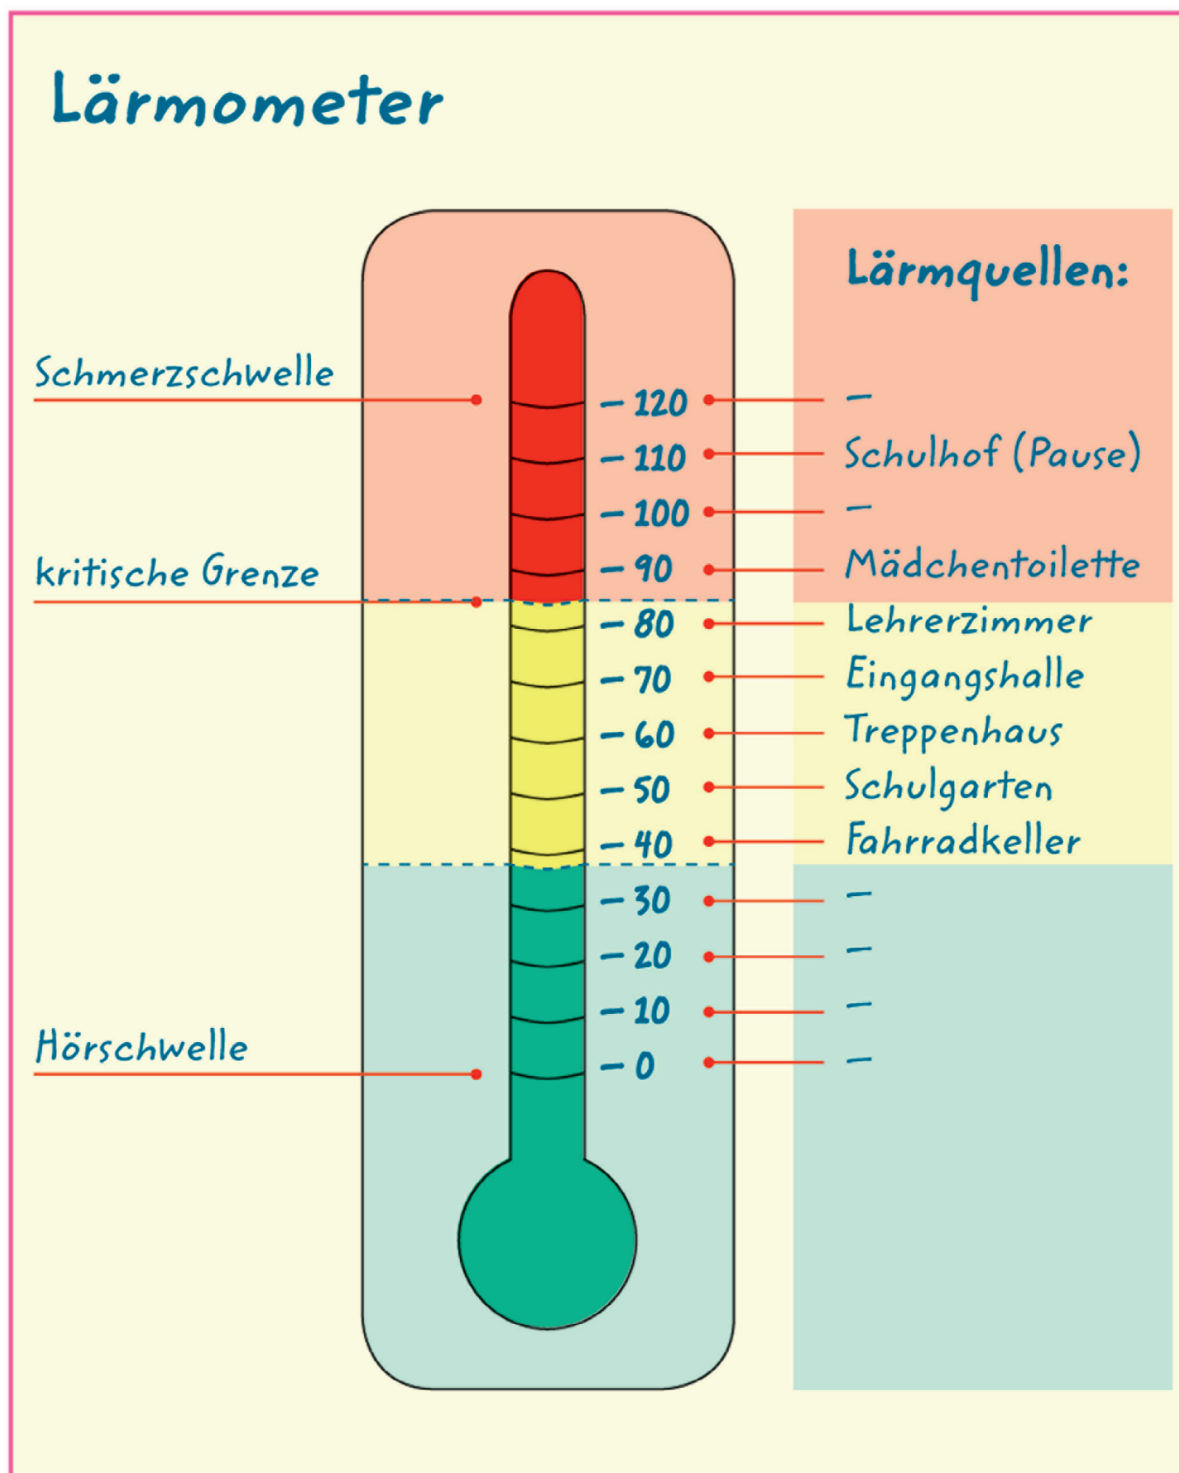 Lärmometer
Lärmquellen:
Schmerzschwelle
– 120 –
– 110 Schulhof (Pause)
– 100 –
– 90 Mädchentoilette
kritische Grenze
– 80 Lehrerzimmer
– 70 Eingangshalle
– 60 Treppenhaus
– 50 Schulgarten
– 40 Fahrradkeller
– 30 –
– 20 –
– 10 –
Hörschwelle
– 0 –